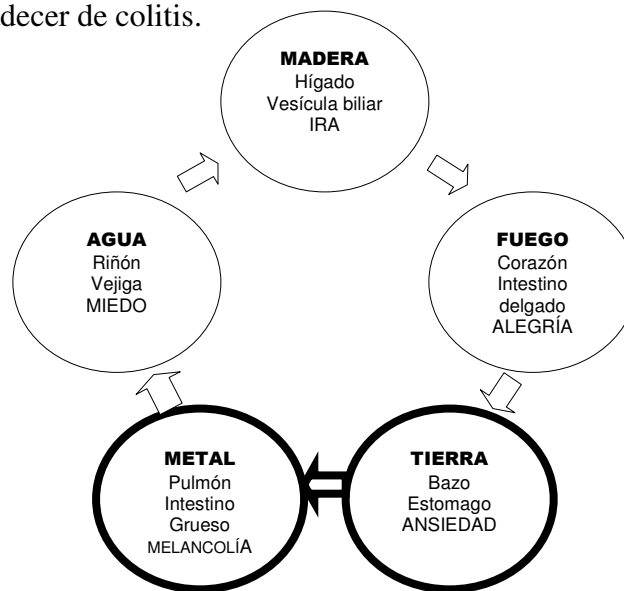 decer de colitis.
MADERA
Hígado
Vesícula biliar
IRA
AGUA
Riñón
Vejiga
MIEDO
FUEGO
Corazón
Intestino
delgado
ALEGRÍA
METAL
Pulmón
Intestino
Grueso
MELANCOLÍA
TIERRA
Bazo
Estomago
ANSIEDAD